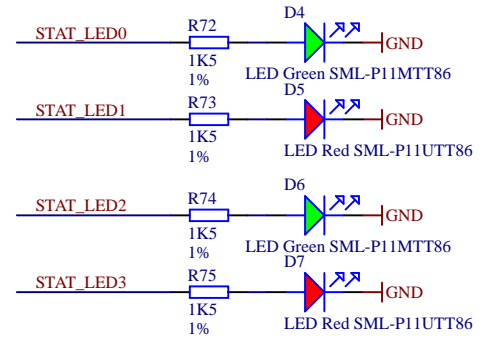 D4
STAT_LED0 R72
GND
1K5
1% LED Green SML-P11MTT86
D5
STAT_LED1 R73
GND
1K5
1% LED Red SML-P11UTT86
D6
STAT_LED2 R74
GND
1K5
1% LED Green SML-P11MTT86
D7
STAT_LED3 R75
GND
1K5
1% LED Red SML-P11UTT86